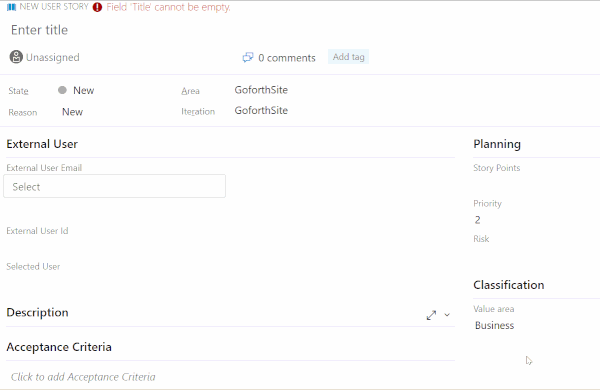 NEW USER STORY Field 'Title' cannot be empty.
Enter title
Unassigned 0 comments Add tag
State New Area GoforthSite
Reason New Iteration GoforthSite
External User Planning
External User Email Story Points
Select
Priority
External User Id 2
Risk
Selected User
Classification
Description Value area
Business
Acceptance Criteria
Click to add Acceptance Criteria